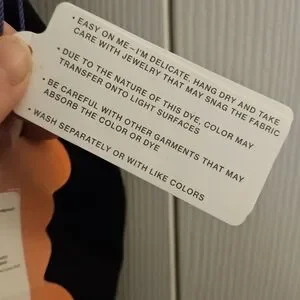 • EASY ON ME–I'M DELICATE. HANG DRY AND TAKE
CARE WITH JEWELRY THAT MAY SNAG THE FABRIC
• DUE TO THE NATURE OF THIS DYE, COLOR MAY
TRANSFER ONTO LIGHT SURFACES
• BE CAREFUL WITH OTHER GARMENTS THAT MAY
ABSORB THE COLOR OR DYE
• WASH SEPARATELY OR WITH LIKE COLORS